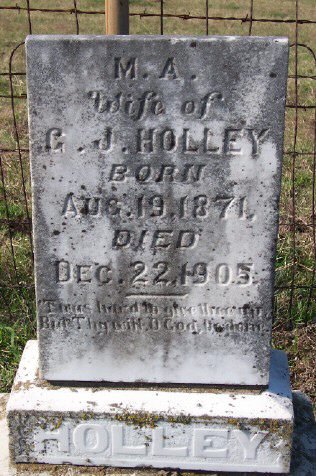 M. A.
Wife of
G. J. HOLLEY
BORN
AUG. 19, 1871.
DIED
DEC. 22, 1905.
'Twas hard to give thee up,
But Thy will, O God, be done.
HOLLEY